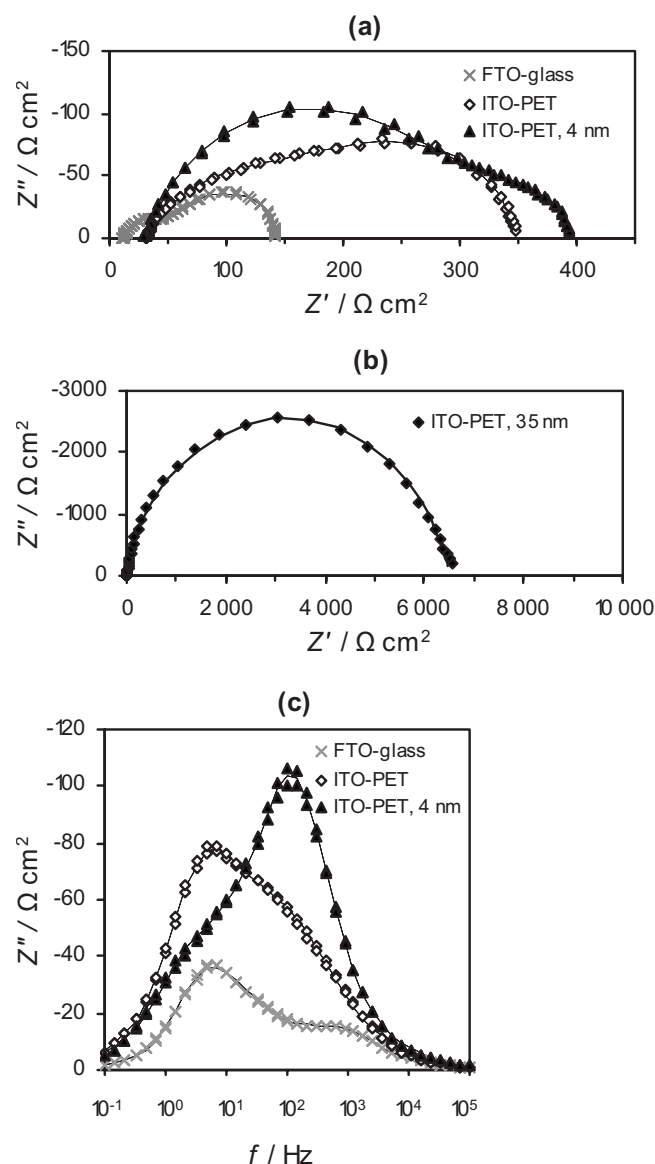 (a)
-150
-100
-50
0
Z" / Ω cm²
FTO-glass
ITO-PET
ITO-PET, 4 nm
0 100 200 300 400
Z' / Ω cm²
(b)
-3000
-2000
-1000
0
Z" / Ω cm²
ITO-PET, 35 nm
0 2 000 4 000 6 000 8 000 10 000
Z' / Ω cm²
(c)
-120
-100
-80
-60
-40
-20
0
Z" / Ω cm²
FTO-glass
ITO-PET
ITO-PET, 4 nm
10⁻¹ 10⁰ 10¹ 10² 10³ 10⁴ 10⁵
f / Hz